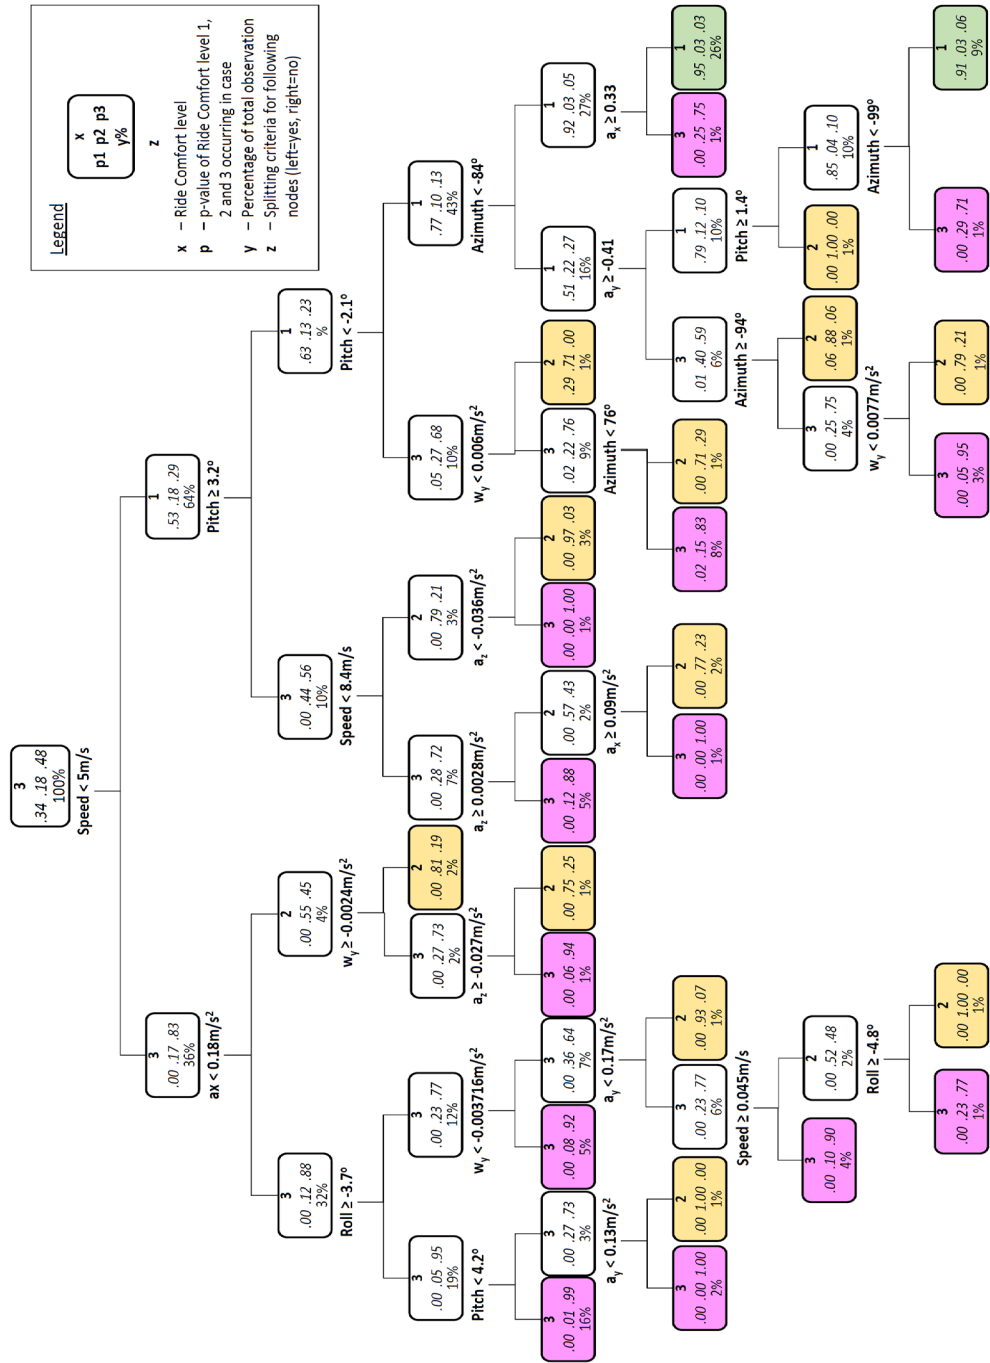 Legend
x
p1 p2 p3
y%
z
x – Ride Comfort level
p – p-value of Ride Comfort level 1,
2 and 3 occurring in case
y – Percentage of total observation
z – Splitting criteria for following
nodes (left=yes, right=no)
3
.34 .18 .48
100%
Speed < 5m/s
3
.00 .17 .83
36%
ax < 0.18m/s²
1
.53 .18 .29
64%
Pitch ≥ 3.2°
3
.00 .12 .88
32%
Roll ≥ -3.7°
2
.00 .55 .45
4%
wy ≥ -0.0024m/s²
3
.00 .44 .56
10%
Speed < 8.4m/s
1
.63 .13 .23
%
Pitch < -2.1°
3
.00 .05 .95
19%
Pitch < 4.2°
3
.00 .23 .77
12%
wy < -0.003716m/s²
3
.00 .27 .73
2%
az ≥ -0.027m/s²
2
.00 .81 .19
2%
3
.00 .28 .72
7%
az ≥ 0.0028m/s²
2
.00 .79 .21
3%
az < -0.036m/s²
3
.05 .27 .68
10%
wy < 0.006m/s²
1
.77 .10 .13
43%
Azimuth < -84°
3
.00 .01 .99
16%
3
.00 .27 .73
3%
ay < 0.13m/s²
3
.00 .08 .92
5%
3
.00 .36 .64
7%
ay < 0.17m/s²
3
.00 .06 .94
1%
2
.00 .75 .25
1%
3
.00 .12 .88
5%
2
.00 .57 .43
2%
ax ≥ 0.09m/s²
3
.00 .00 1.00
1%
2
.00 .97 .03
3%
3
.02 .22 .76
9%
Azimuth < 76°
2
.29 .71 .00
1%
1
.51 .22 .27
16%
ay ≥ -0.41
1
.92 .03 .05
27%
ax ≥ 0.33
3
.00 .00 1.00
2%
2
.00 1.00 .00
1%
3
.00 .23 .77
6%
Speed ≥ 0.045m/s
2
.00 .93 .07
1%
3
.00 .00 1.00
1%
2
.00 .77 .23
2%
3
.02 .15 .83
8%
2
.00 .71 .29
1%
3
.01 .40 .59
6%
Azimuth ≥ -94°
1
.79 .12 .10
10%
Pitch ≥ 1.4°
3
.00 .25 .75
1%
1
.95 .03 .03
26%
3
.00 .10 .90
4%
2
.00 .52 .48
2%
Roll ≥ -4.8°
3
.00 .25 .75
4%
wy < 0.0077m/s²
2
.06 .88 .06
1%
2
.00 1.00 .00
1%
1
.85 .04 .10
10%
Azimuth < -99°
3
.00 .23 .77
1%
2
.00 1.00 .00
1%
3
.00 .05 .95
3%
2
.00 .79 .21
1%
3
.00 .29 .71
1%
1
.91 .03 .06
9%